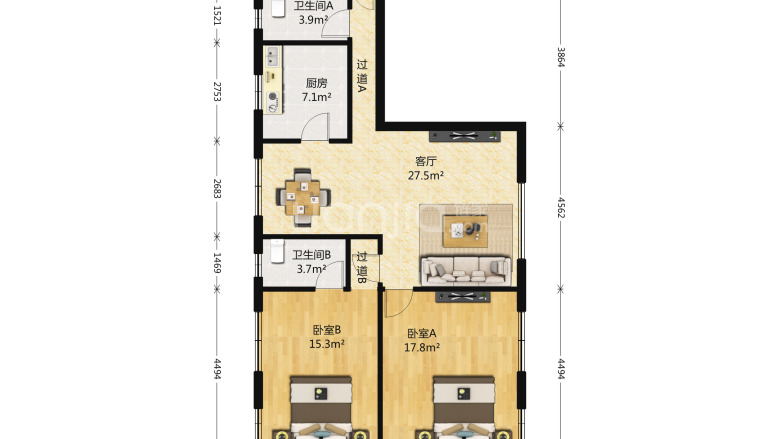 卫生间A
3.9m²
1521
过道A
3864
厨房
7.1m²
2753
客厅
27.5m²
2683
4562
卫生间B
3.7m²
过道B
1469
卧室B
15.3m²
卧室A
17.8m²
4494
4494